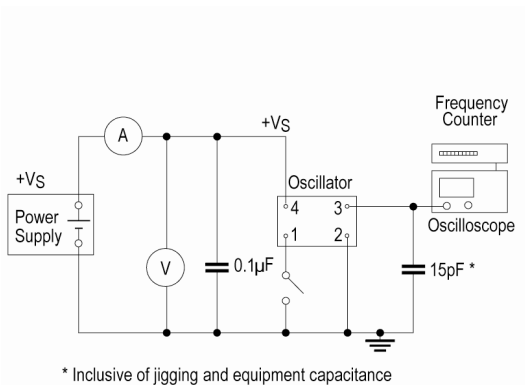 Frequency
Counter
A
+VS
+VS
Oscillator
Power
Supply
4 3
1 2
Oscilloscope
V
0.1µF
15pF *
* Inclusive of jigging and equipment capacitance